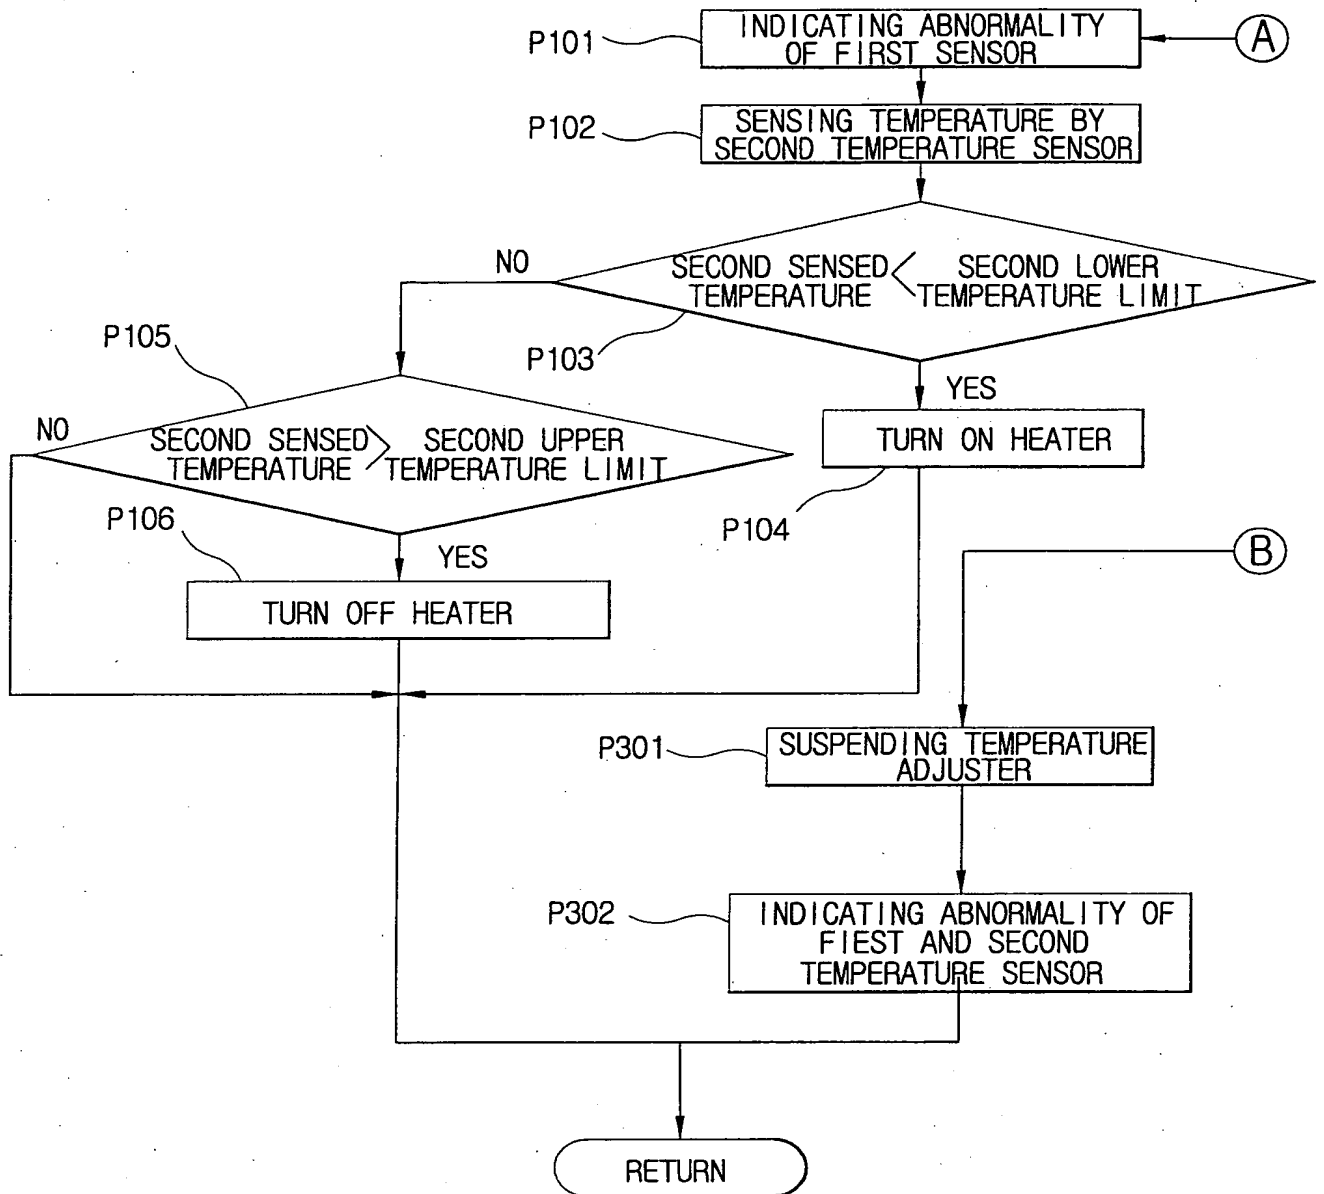 P101
INDICATING ABNORMALITY
OF FIRST SENSOR
A
P102
SENSING TEMPERATURE BY
SECOND TEMPERATURE SENSOR
NO
SECOND SENSED < SECOND LOWER
TEMPERATURE TEMPERATURE LIMIT
P103
YES
P105
NO
SECOND SENSED > SECOND UPPER
TEMPERATURE TEMPERATURE LIMIT
TURN ON HEATER
P104
P106
YES
TURN OFF HEATER
B
P301
SUSPENDING TEMPERATURE
ADJUSTER
P302
INDICATING ABNORMALITY OF
FIEST AND SECOND
TEMPERATURE SENSOR
RETURN